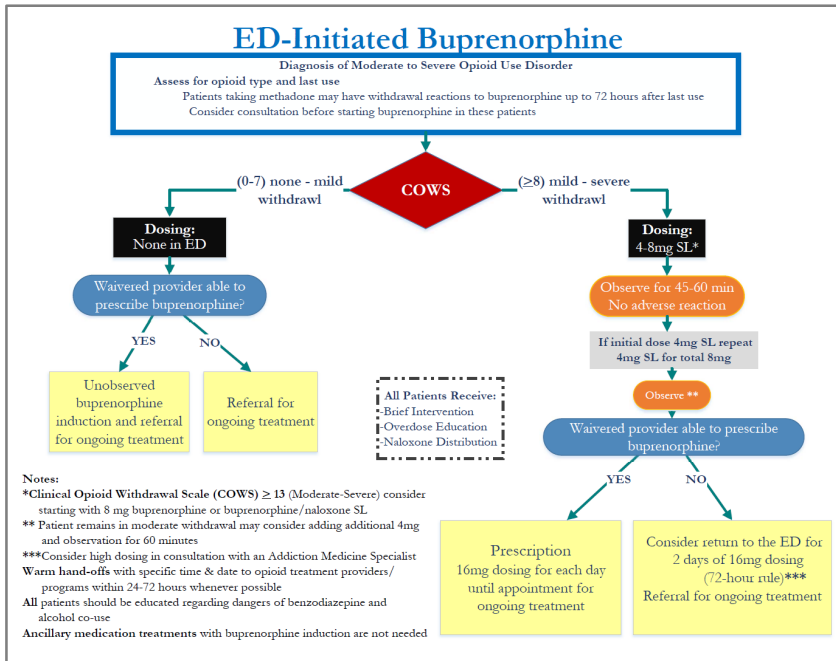 ED-Initiated Buprenorphine
Diagnosis of Moderate to Severe Opioid Use Disorder
Assess for opioid type and last use
Patients taking methadone may have withdrawal reactions to buprenorphine up to 72 hours after last use
Consider consultation before starting buprenorphine in these patients
COWS
(0-7) none - mild
withdrawl
(≥8) mild - severe
withdrawl
Dosing:
None in ED
Waivered provider able to
prescribe buprenorphine?
YES
NO
Unobserved
buprenorphine
induction and referral
for ongoing treatment
Referral for
ongoing treatment
Dosing:
4-8mg SL*
Observe for 45-60 min
No adverse reaction
If initial dose 4mg SL repeat
4mg SL for total 8mg
Observe **
Waivered provider able to prescribe
buprenorphine?
YES
NO
Prescription
16mg dosing for each day
until appointment for
ongoing treatment
Consider return to the ED for
2 days of 16mg dosing
(72-hour rule)***
Referral for ongoing treatment
All Patients Receive:
-Brief Intervention
-Overdose Education
-Naloxone Distribution
Notes:
*Clinical Opioid Withdrawal Scale (COWS) ≥ 13 (Moderate-Severe) consider
starting with 8 mg buprenorphine or buprenorphine/naloxone SL
** Patient remains in moderate withdrawal may consider adding additional 4mg
and observation for 60 minutes
***Consider high dosing in consultation with an Addiction Medicine Specialist
Warm hand-offs with specific time & date to opioid treatment providers/
programs within 24-72 hours whenever possible
All patients should be educated regarding dangers of benzodiazepine and
alcohol co-use
Ancillary medication treatments with buprenorphine induction are not needed